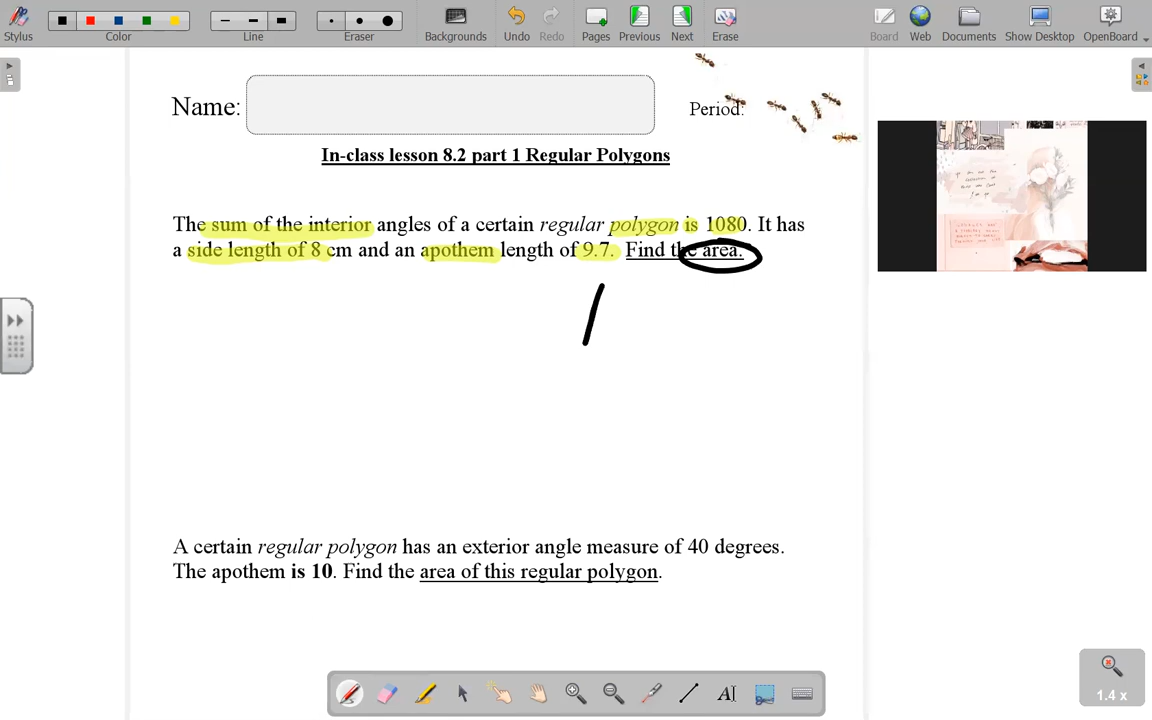 Stylus Color Line Eraser Backgrounds Undo Redo Pages Previous Next Erase Board Web Documents Show Desktop OpenBoard
Name: Period:
In-class lesson 8.2 part 1 Regular Polygons
The sum of the interior angles of a certain regular polygon is 1080. It has
a side length of 8 cm and an apothem length of 9.7. Find the area.
A certain regular polygon has an exterior angle measure of 40 degrees.
The apothem is 10. Find the area of this regular polygon.
1.4 x